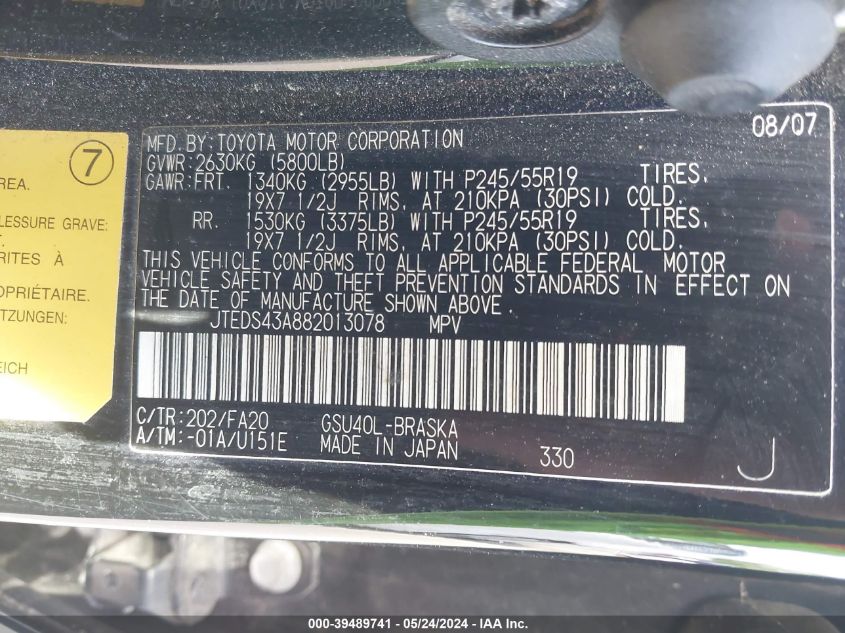 7
REA.
LESSURE GRAVE:
RITES À
OPRIÉTAIRE.
TZUNGEN:
EICH
08/07
MFD. BY: TOYOTA MOTOR CORPORATION
GVWR: 2630KG (5800LB)
GAWR: FRT. 1340KG (2955LB) WITH P245/55R19 TIRES,
19X7 1/2J RIMS, AT 210KPA (30PSI) COLD.
RR. 1530KG (3375LB) WITH P245/55R19 TIRES,
19X7 1/2J RIMS, AT 210KPA (30PSI) COLD.
THIS VEHICLE CONFORMS TO ALL APPLICABLE FEDERAL MOTOR
VEHICLE SAFETY AND THEFT PREVENTION STANDARDS IN EFFECT ON
THE DATE OF MANUFACTURE SHOWN ABOVE.
JTEDS43A882013078 MPV
C/TR: 202/FA20 GSU40L-BRASKA
A/TM: -01A/U151E MADE IN JAPAN 330 J
000-39489741 / 05/24/2024 - IAA Inc.